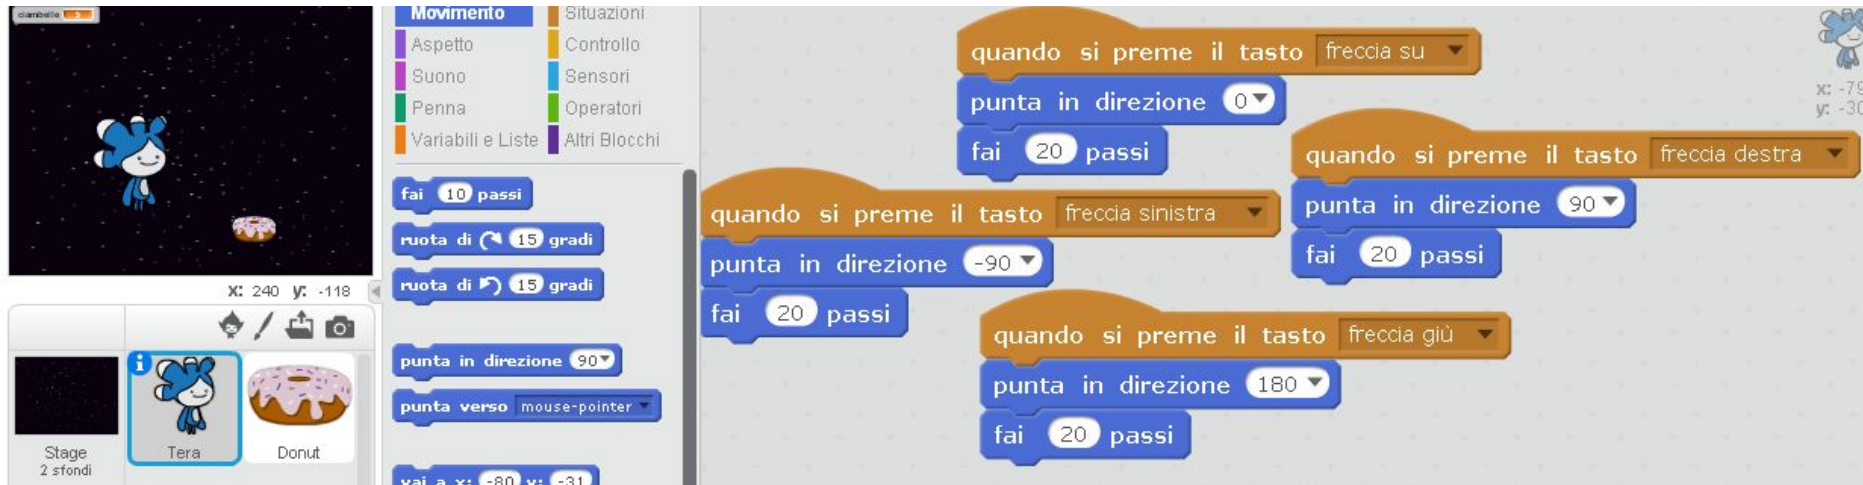 ciambelle 3
x: 240 y: -118
Stage
2 sfondi
Tera
Donut
Movimento
Situazioni
Aspetto
Controllo
Suono
Sensori
Penna
Operatori
Variabili e Liste
Altri Blocchi
fai 10 passi
ruota di 15 gradi
ruota di 15 gradi
punta in direzione 90
punta verso mouse-pointer
vai a x: -80 y: -31
quando si preme il tasto freccia su
punta in direzione 0
fai 20 passi
quando si preme il tasto freccia destra
punta in direzione 90
fai 20 passi
quando si preme il tasto freccia sinistra
punta in direzione -90
fai 20 passi
quando si preme il tasto freccia giù
punta in direzione 180
fai 20 passi
x: -79
y: -30